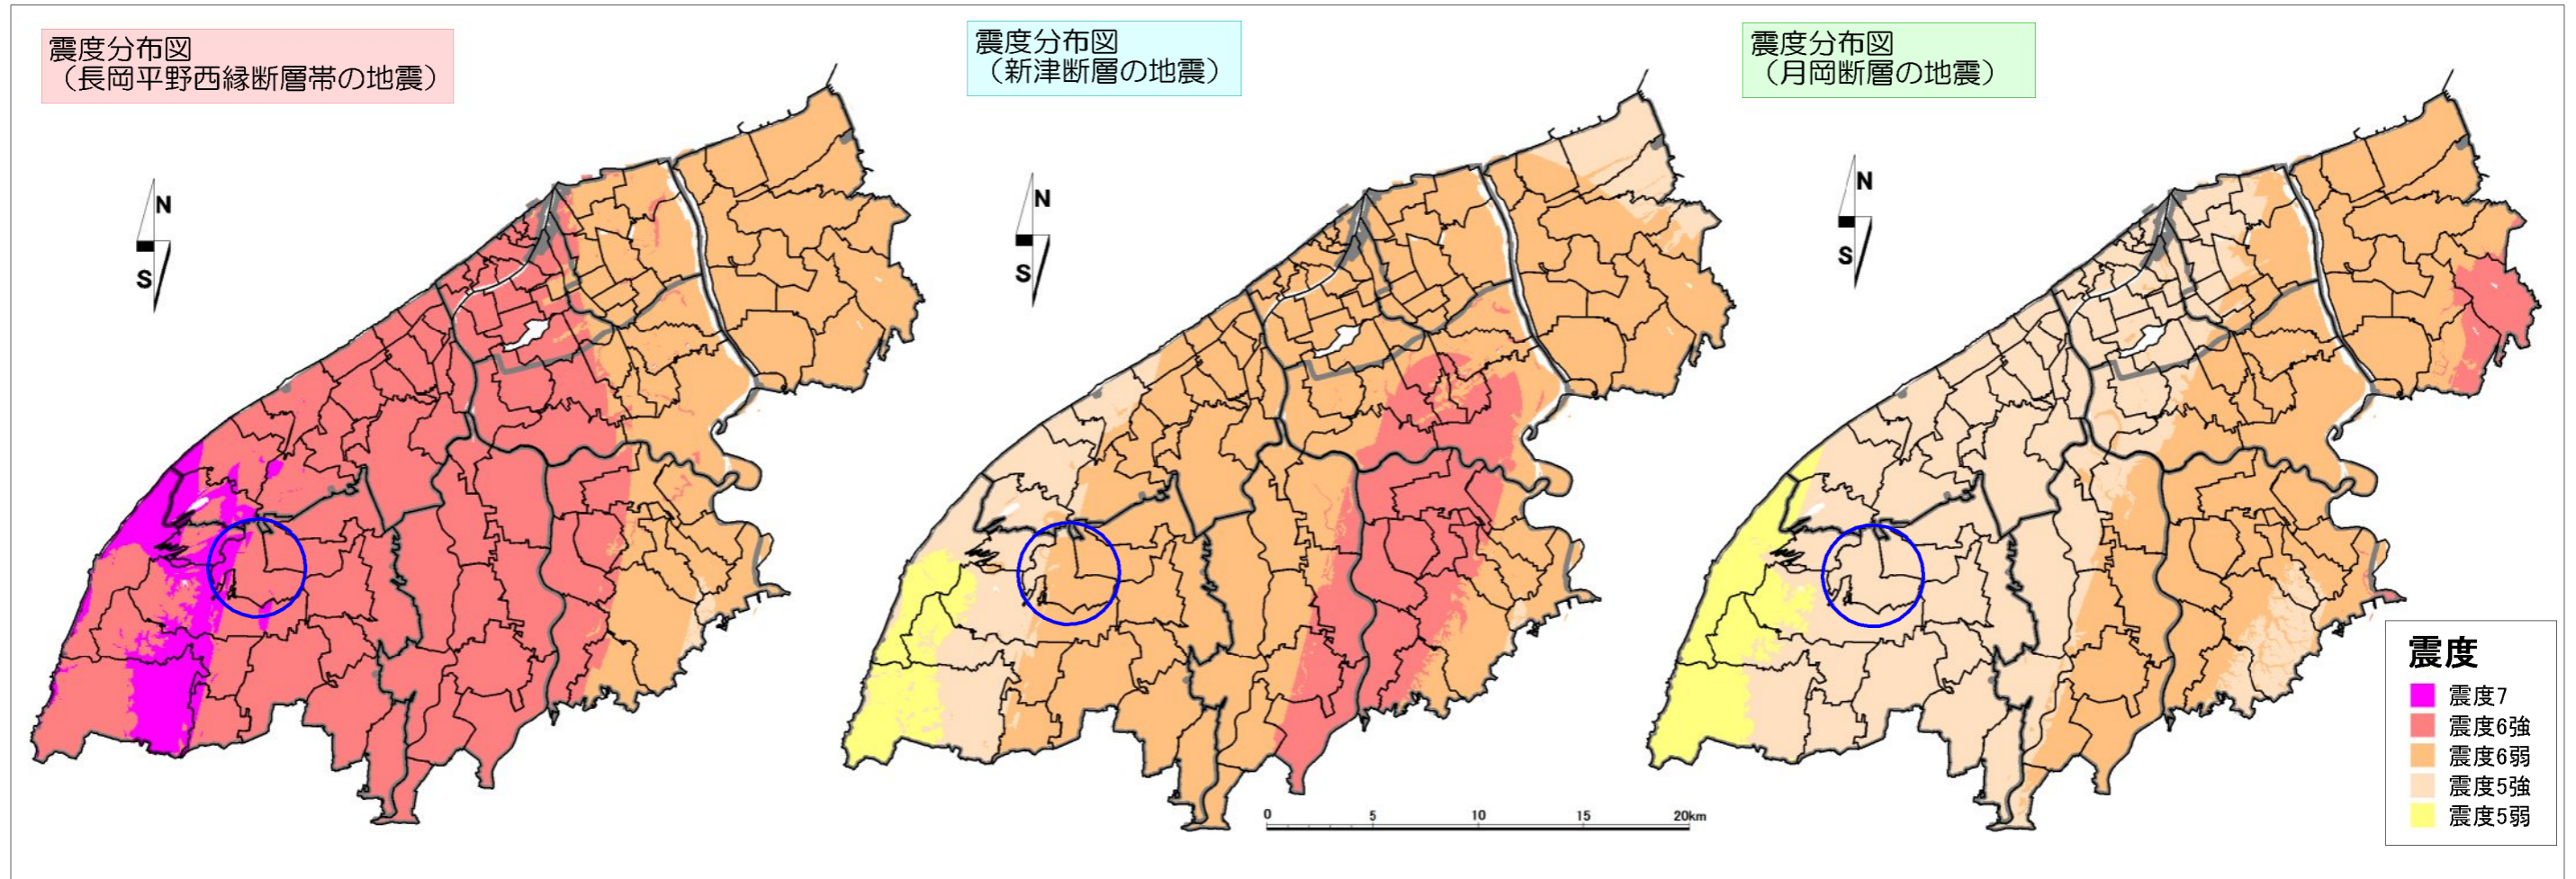 震度分布図
(長岡平野西縁断層帯の地震)
震度分布図
(新津断層の地震)
震度分布図
(月岡断層の地震)
N
S
N
S
N
S
0 5 10 15 20km
震度
震度7
震度6強
震度6弱
震度5強
震度5弱